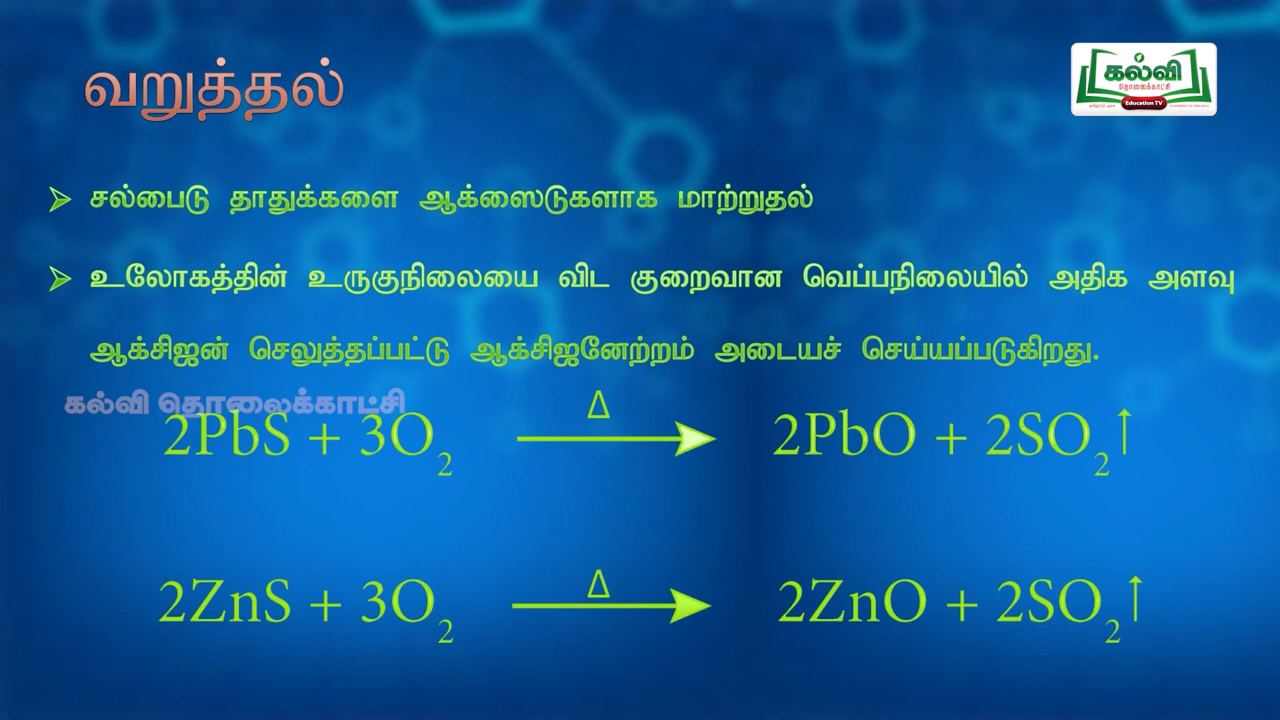 வறுத்தல்
கல்வி
தொலைக்காட்சி
Education TV
➢ சல்பைடு தாதுக்களை ஆக்ஸைடுகளாக மாற்றுதல்
➢ உலோகத்தின் உருகுநிலையை விட குறைவான வெப்பநிலையில் அதிக அளவு
ஆக்சிஜன் செலுத்தப்பட்டு ஆக்சிஜனேற்றம் அடையச் செய்யப்படுகிறது.
கல்வி தொலைக்காட்சி
2PbS + 3O₂ —Δ→ 2PbO + 2SO₂↑
2ZnS + 3O₂ —Δ→ 2ZnO + 2SO₂↑